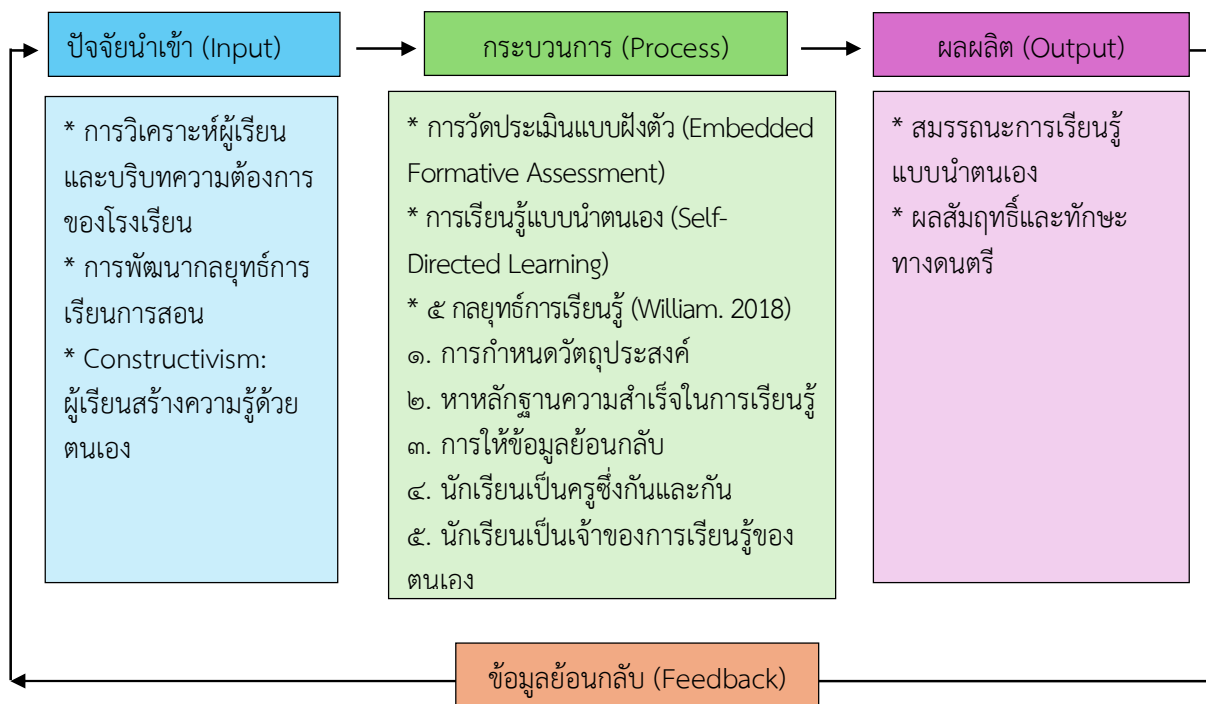 ปัจจัยนำเข้า (Input)
กระบวนการ (Process)
ผลผลิต (Output)
* การวิเคราะห์ผู้เรียน
และบริบทความต้องการ
ของโรงเรียน
* การพัฒนากลยุทธ์การ
เรียนการสอน
* Constructivism:
ผู้เรียนสร้างความรู้ด้วย
ตนเอง
* การวัดประเมินแบบฝังตัว (Embedded
Formative Assessment)
* การเรียนรู้แบบนำตนเอง (Self-
Directed Learning)
* ๕ กลยุทธ์การเรียนรู้ (William. 2018)
๑. การกำหนดวัตถุประสงค์
๒. หาหลักฐานความสำเร็จในการเรียนรู้
๓. การให้ข้อมูลย้อนกลับ
๔. นักเรียนเป็นครูซึ่งกันและกัน
๕. นักเรียนเป็นเจ้าของการเรียนรู้ของ
ตนเอง
* สมรรถนะการเรียนรู้
แบบนำตนเอง
* ผลสัมฤทธิ์และทักษะ
ทางดนตรี
ข้อมูลย้อนกลับ (Feedback)